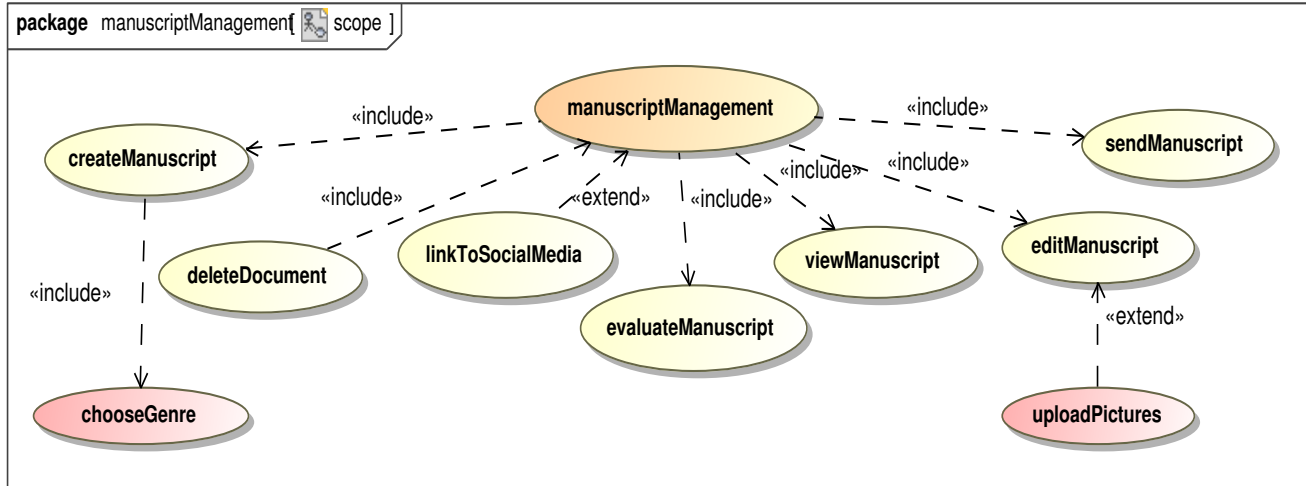 package manuscriptManagement[ scope ]
manuscriptManagement
«include»
«include»
createManuscript
sendManuscript
«include»
«include»
«include»
«extend»
«include»
linkToSocialMedia
viewManuscript
editManuscript
deleteDocument
«include»
evaluateManuscript
«extend»
chooseGenre
uploadPictures